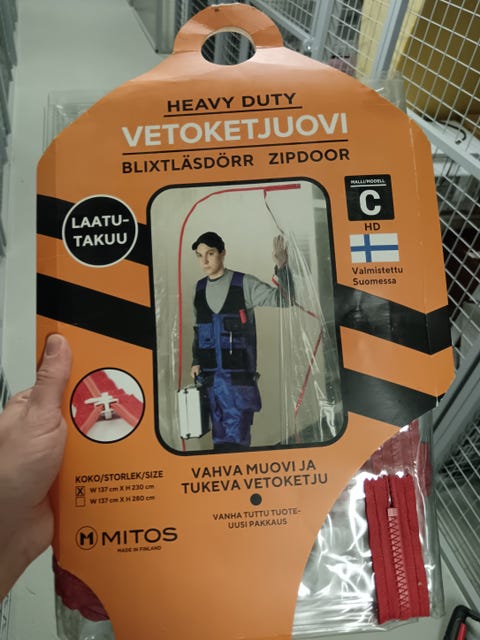 HEAVY DUTY
VETOKETJUOVI
BLIXTLÅSDÖRR ZIPDOOR
LAATU-
TAKUU
MALLI/MODELL
C
HD
Valmistettu
Suomessa
KOKO/STORLEK/SIZE
W 137 cm X H 230 cm
W 137 cm X H 280 cm
VAHVA MUOVI JA
TUKEVA VETOKETJU
VANHA TUTTU TUOTE-
UUSI PAKKAUS
M MITOS
MADE IN FINLAND